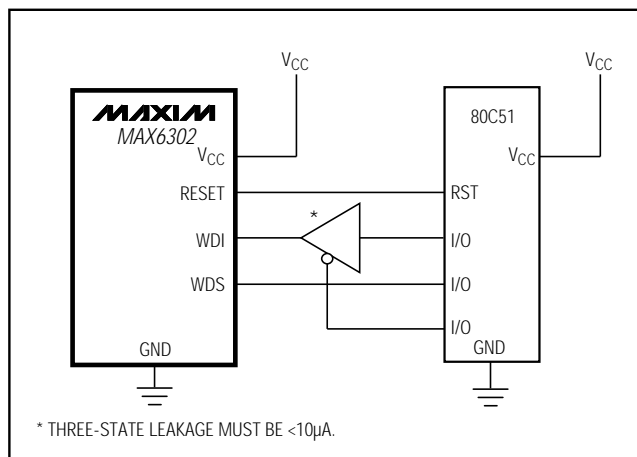 VCC
VCC
MAXIM
MAX6302
80C51
VCC
VCC
RESET
RST
*
WDI
I/O
WDS
I/O
I/O
GND
GND
* THREE-STATE LEAKAGE MUST BE <10µA.